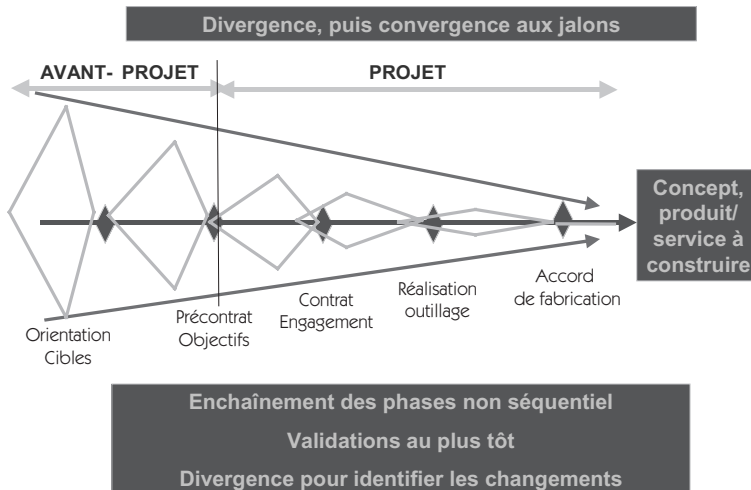 Divergence, puis convergence aux jalons
AVANT- PROJET
PROJET
Concept,
produit/
service à
construire
Orientation
Cibles
Précontrat
Objectifs
Contrat
Engagement
Réalisation
outillage
Accord
de fabrication
Enchaînement des phases non séquentiel
Validations au plus tôt
Divergence pour identifier les changements